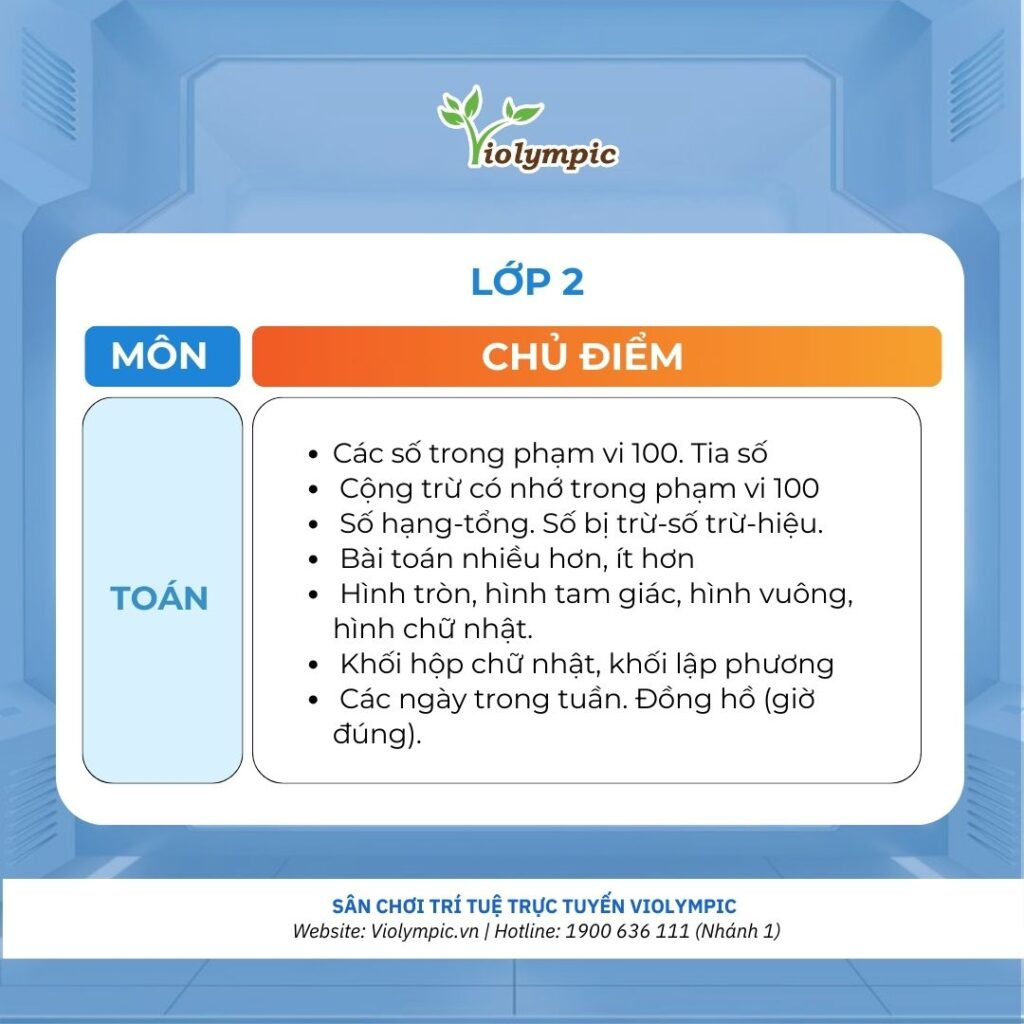 Violympic
LỚP 2
MÔN
CHỦ ĐIỂM
TOÁN
• Các số trong phạm vi 100. Tia số
• Cộng trừ có nhớ trong phạm vi 100
• Số hạng-tổng. Số bị trừ-số trừ-hiệu.
• Bài toán nhiều hơn, ít hơn
• Hình tròn, hình tam giác, hình vuông,
hình chữ nhật.
• Khối hộp chữ nhật, khối lập phương
• Các ngày trong tuần. Đồng hồ (giờ
đúng).
SÂN CHƠI TRÍ TUỆ TRỰC TUYẾN VIOLYMPIC
Website: Violympic.vn | Hotline: 1900 636 111 (Nhánh 1)